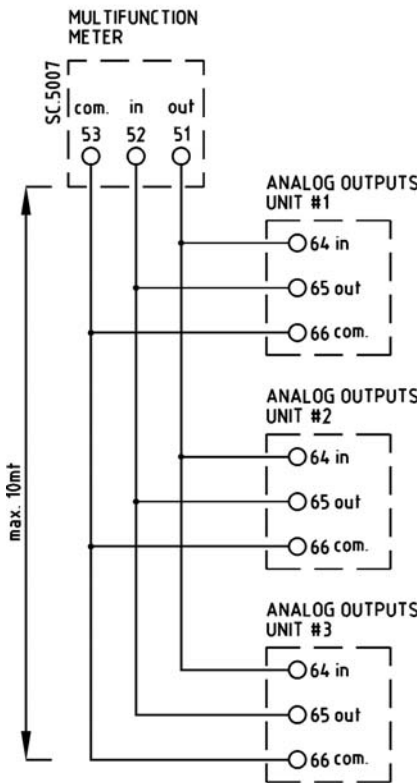 MULTIFUNCTION
METER
SC.5007
com. in out
53 52 51
ANALOG OUTPUTS
UNIT #1
64 in
65 out
66 com.
ANALOG OUTPUTS
UNIT #2
64 in
65 out
66 com.
max. 10mt
ANALOG OUTPUTS
UNIT #3
64 in
65 out
66 com.